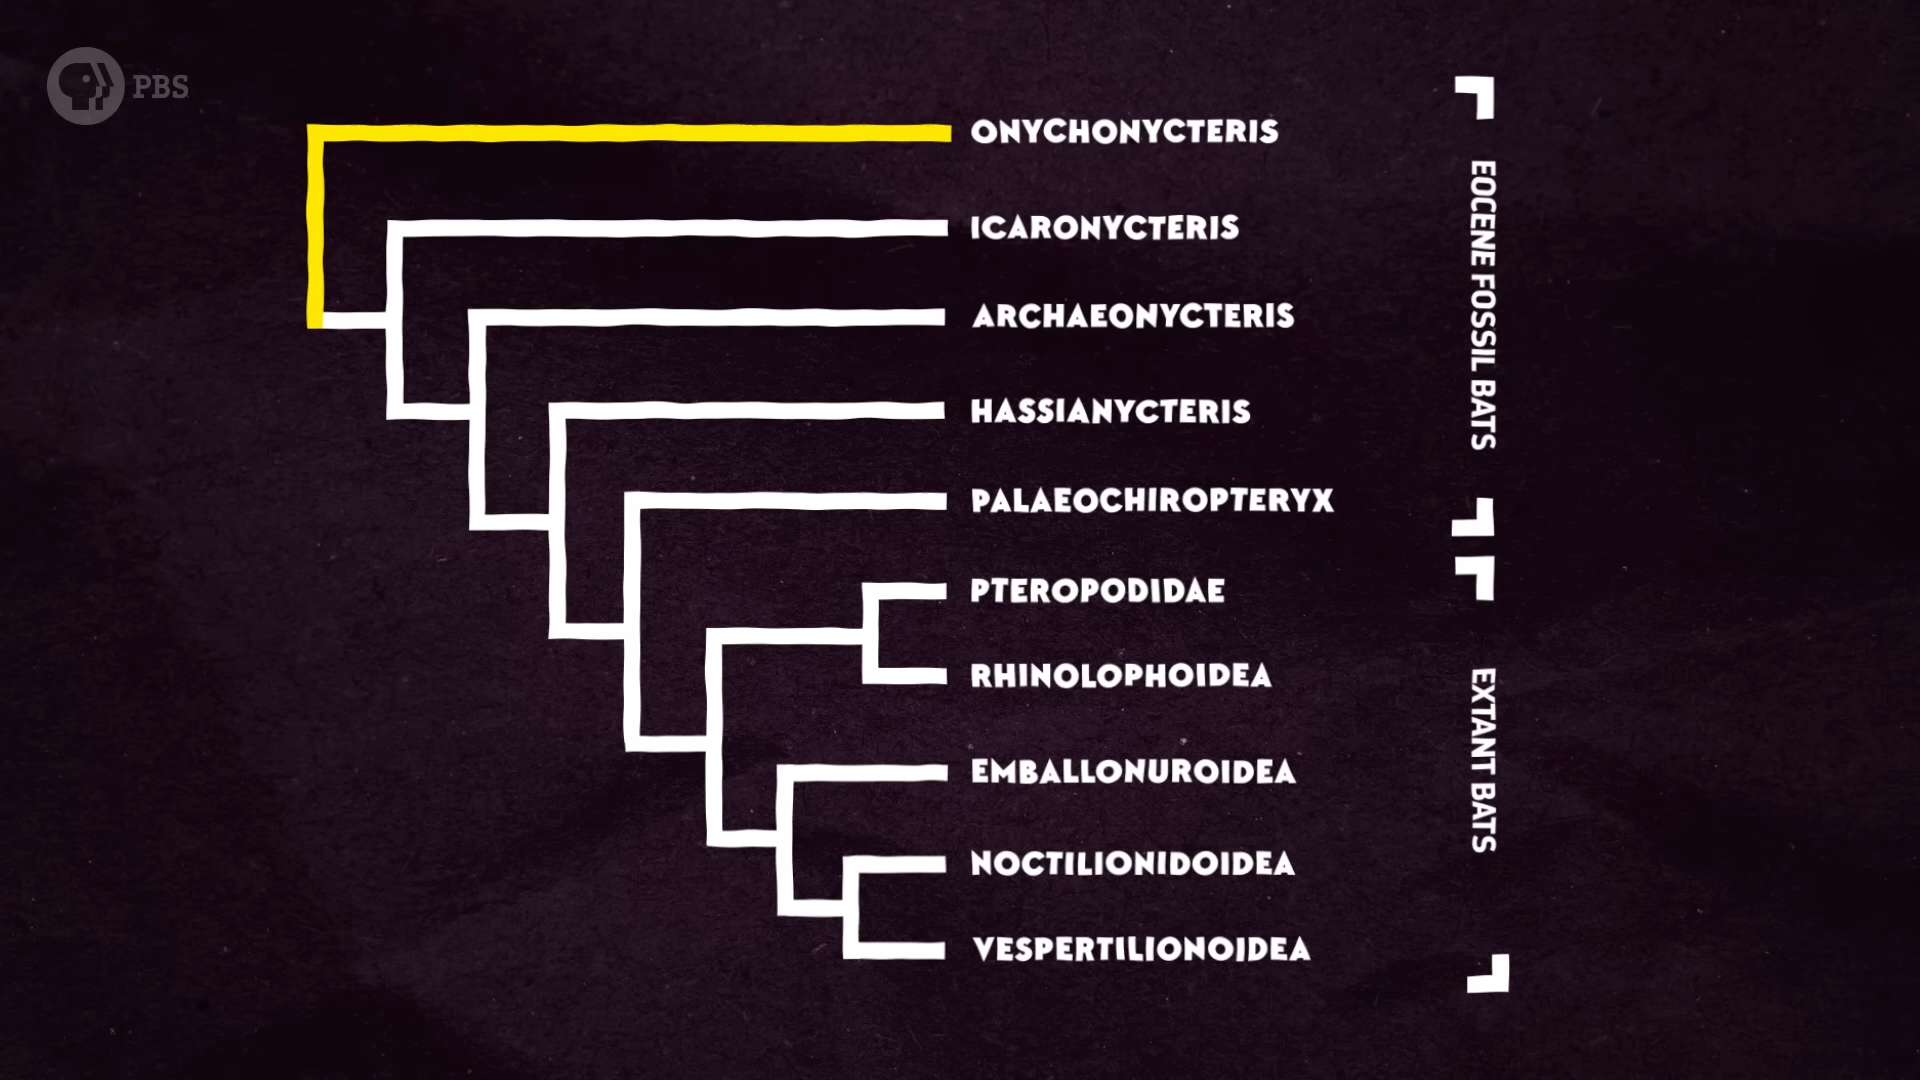 PBS
ONYCHONYCTERIS
ICARONYCTERIS
ARCHAEONYCTERIS
HASSIANYCTERIS
PALAEOCHIROPTERYX
EOCENE FOSSIL BATS
PTEROPODIDAE
RHINOLOPHOIDEA
EMBALLONUROIDEA
NOCTILIONIDOIDEA
VESPERTILIONOIDEA
EXTANT BATS